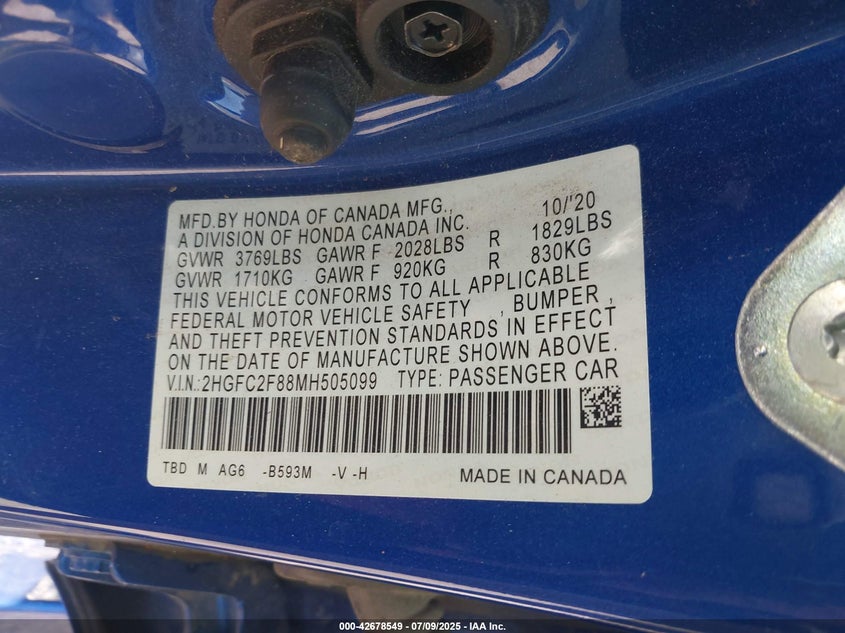 MFD.BY HONDA OF CANADA MFG., 10/'20
A DIVISION OF HONDA CANADA INC.
GVWR 3769LBS GAWR F 2028LBS R 1829LBS
GVWR 1710KG GAWR F 920KG R 830KG
THIS VEHICLE CONFORMS TO ALL APPLICABLE
FEDERAL MOTOR VEHICLE SAFETY , BUMPER ,
AND THEFT PREVENTION STANDARDS IN EFFECT
ON THE DATE OF MANUFACTURE SHOWN ABOVE.
V.I.N.:2HGFC2F88MH505099 TYPE: PASSENGER CAR
TBD M AG6 -B593M -V -H MADE IN CANADA
000-42678549 - 07/09/2025 - IAA Inc.